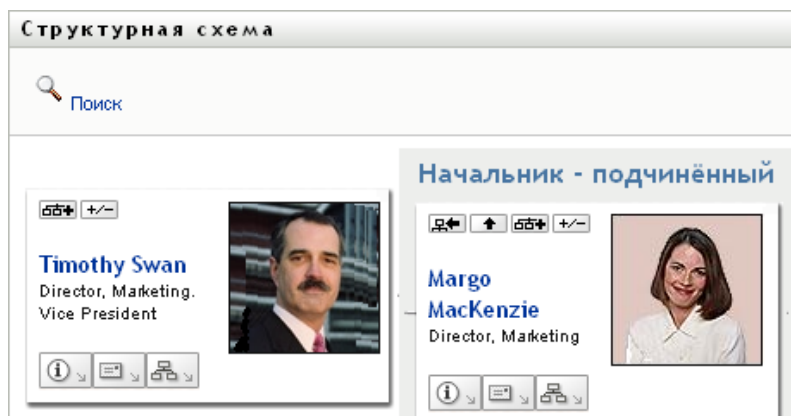 Структурная схема
Поиск
Начальник - подчинённый
+/−
Timothy Swan
Director, Marketing.
Vice President
+/−
Margo
MacKenzie
Director, Marketing